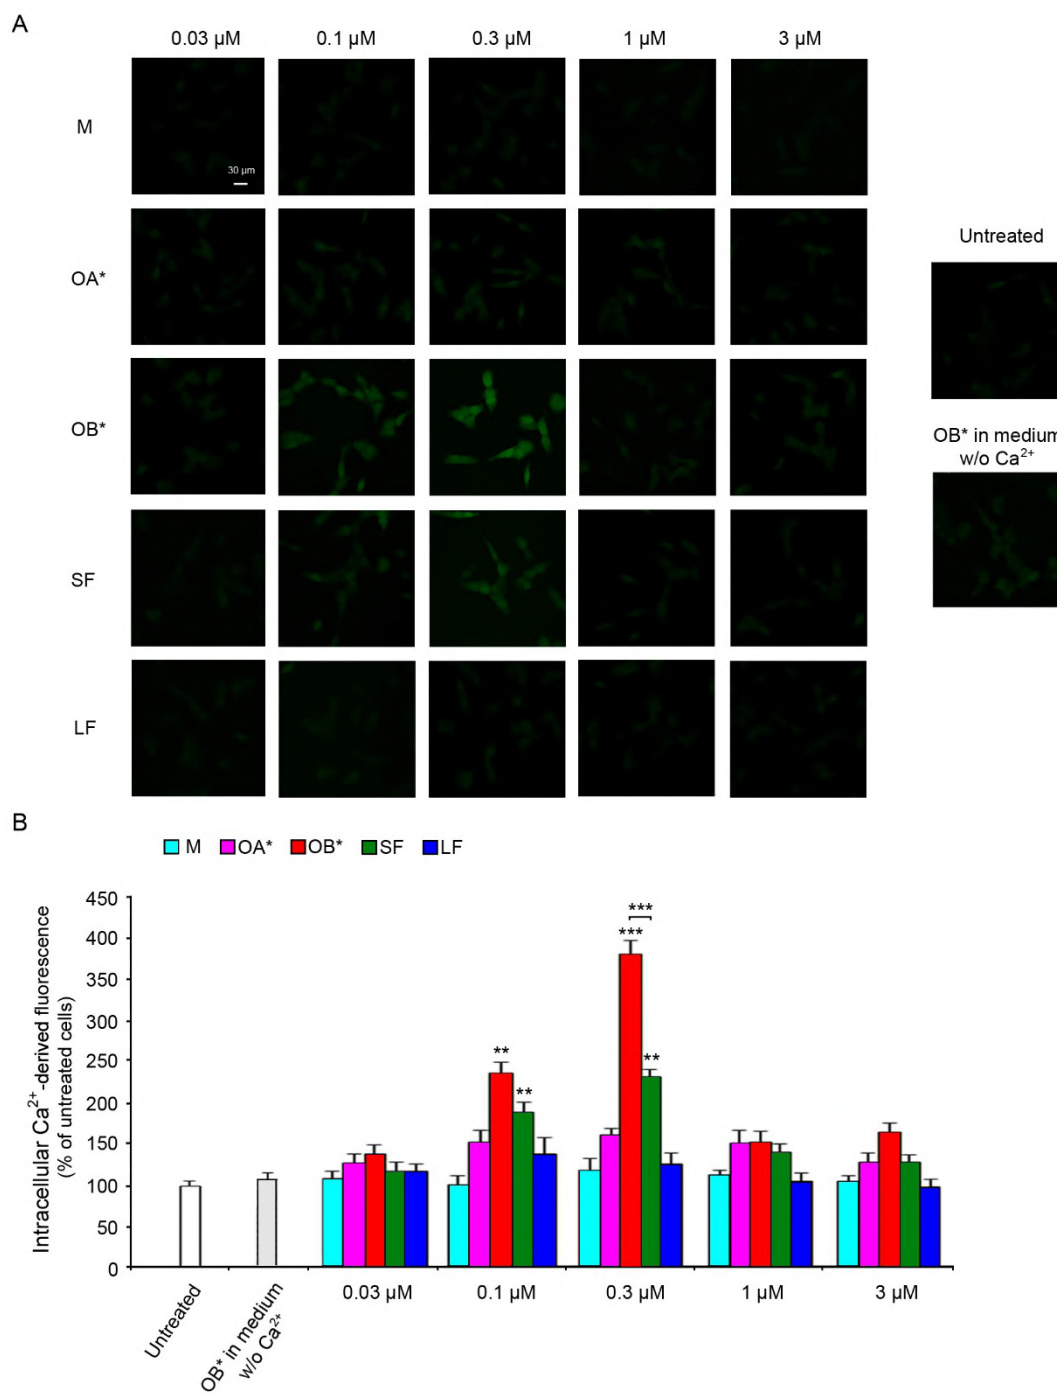 A
0.03 µM 0.1 µM 0.3 µM 1 µM 3 µM
M
30 µm
OA*
Untreated
OB*
OB* in medium
w/o Ca²⁺
SF
LF
B
M OA* OB* SF LF
Intracellular Ca²⁺-derived fluorescence
(% of untreated cells)
450
400
350
300
250
200
150
100
50
0
***
***
**
**
**
Untreated
OB* in medium
w/o Ca²⁺
0.03 µM 0.1 µM 0.3 µM 1 µM 3 µM